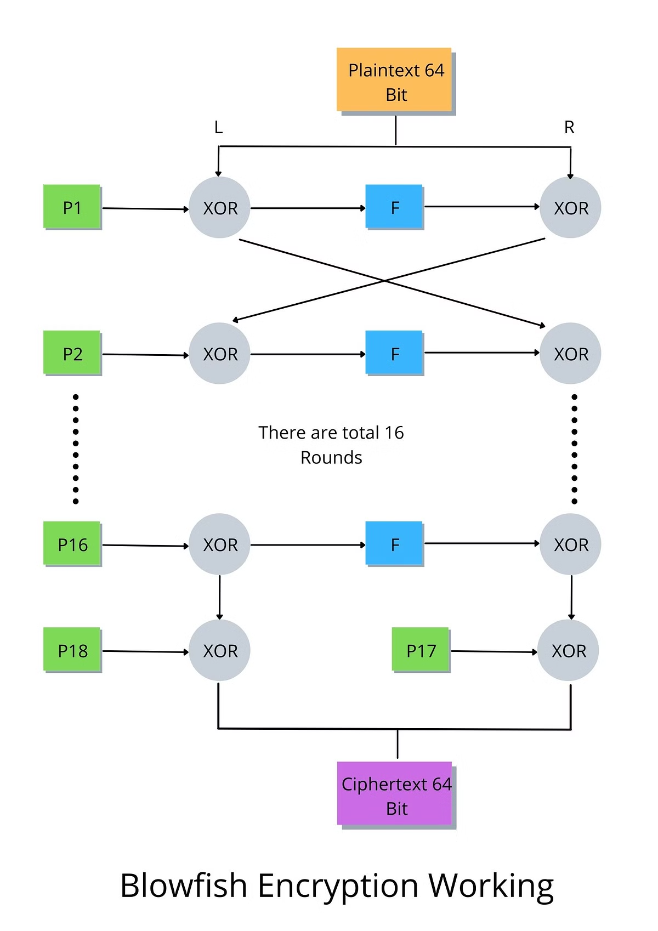 Plaintext 64
Bit
L
R
P1
XOR
F
XOR
P2
XOR
F
XOR
There are total 16
Rounds
P16
XOR
F
XOR
P18
XOR
P17
XOR
Ciphertext 64
Bit
Blowfish Encryption Working